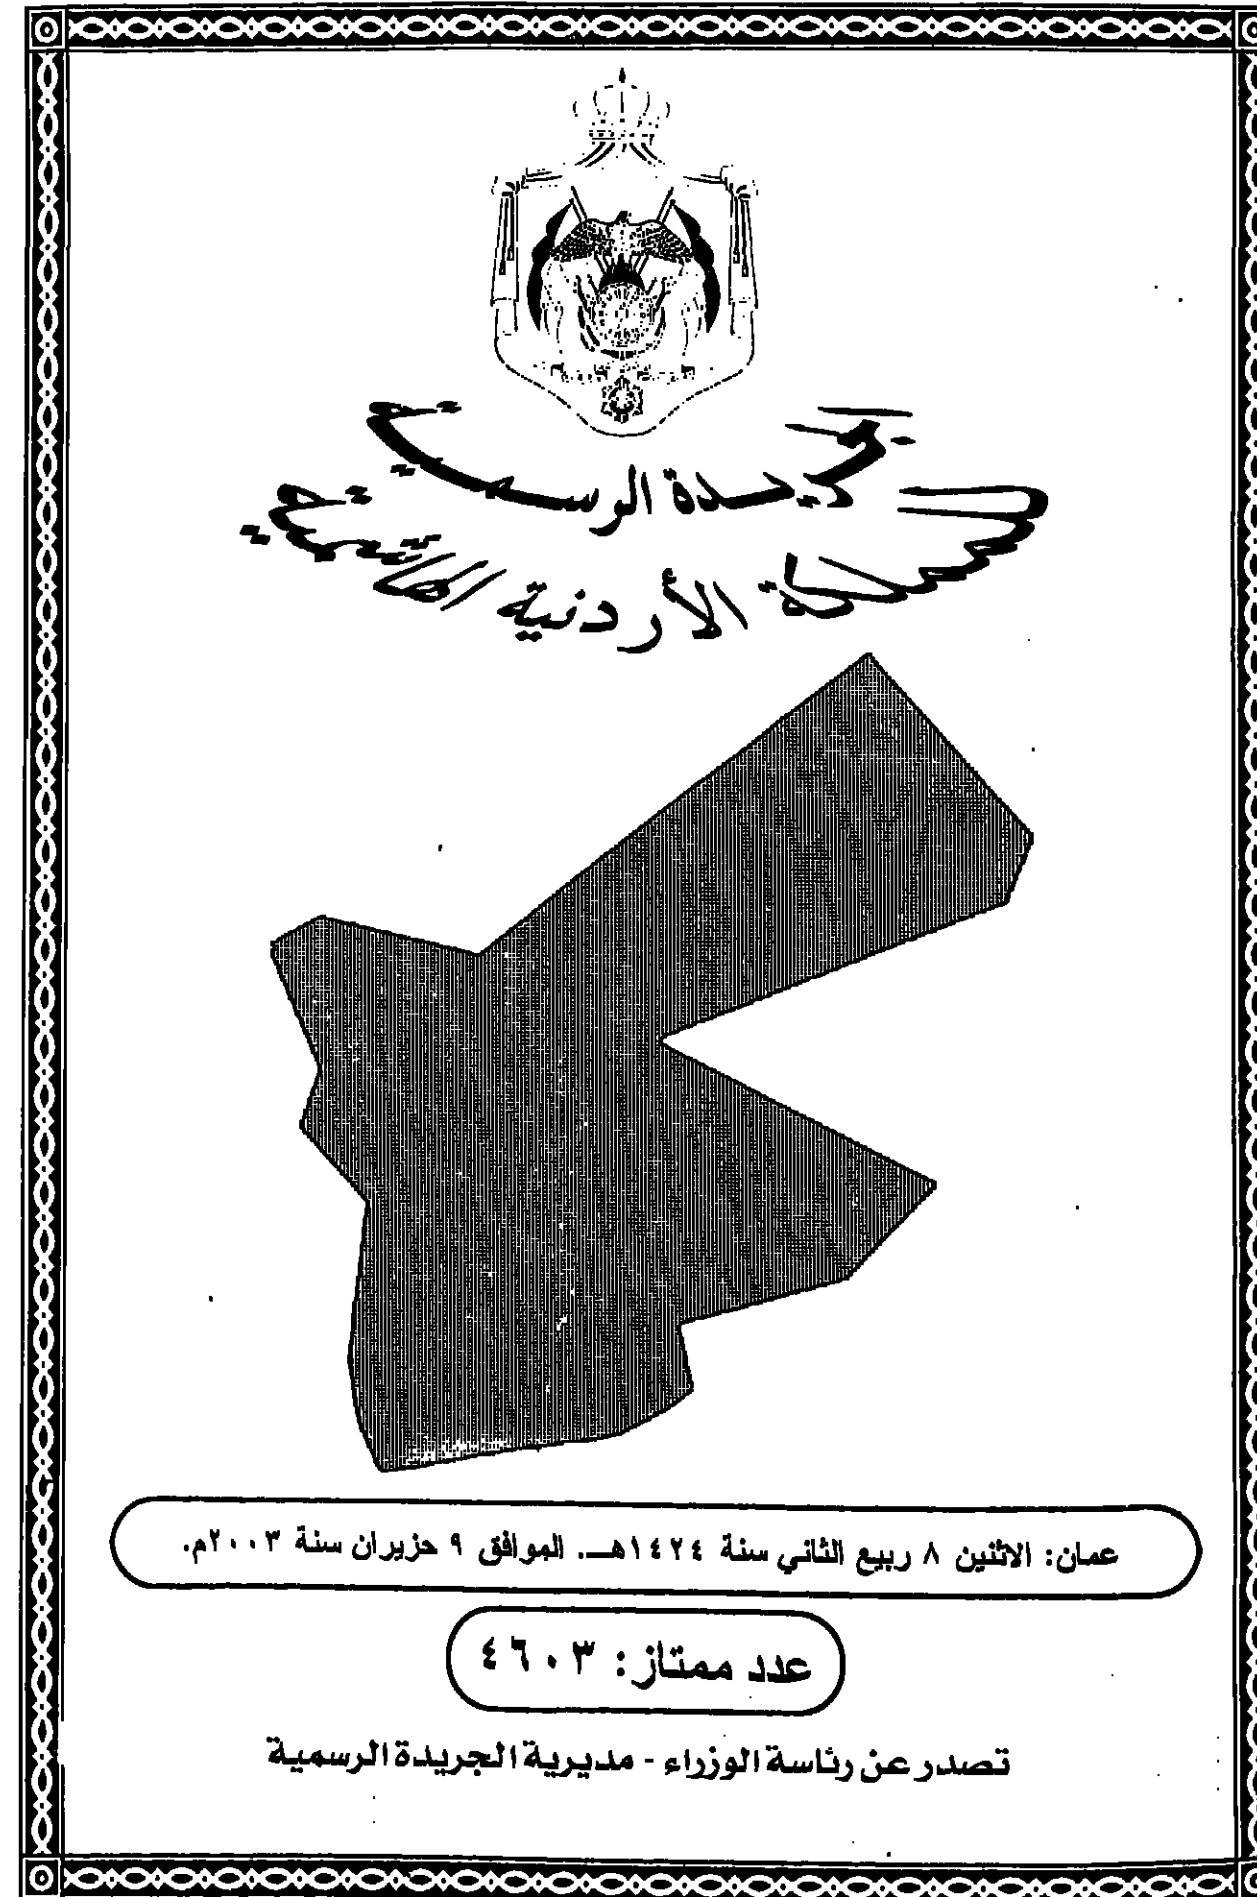 الجريدة الرسمية
للمملكة الأردنية الهاشمية
عمان: الاثنين ٨ ربيع الثاني سنة ١٤٢٤هـ. الموافق ٩ حزيران سنة ٢٠٠٣م.
عدد ممتاز: ٤٦٠٣
تصدر عن رئاسة الوزراء - مديرية الجريدة الرسمية